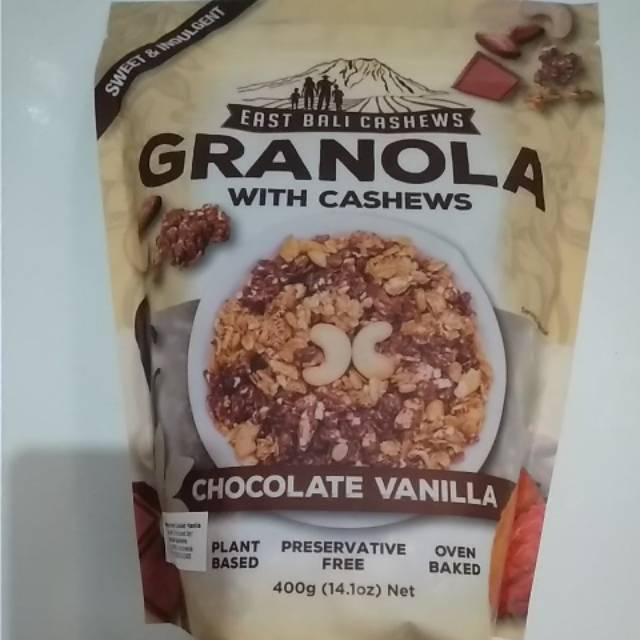 SWEET & INDULGENT
EAST BALI CASHEWS
GRANOLA
WITH CASHEWS
CHOCOLATE VANILLA
PLANT BASED
PRESERVATIVE FREE
OVEN BAKED
400g (14.1oz) Net